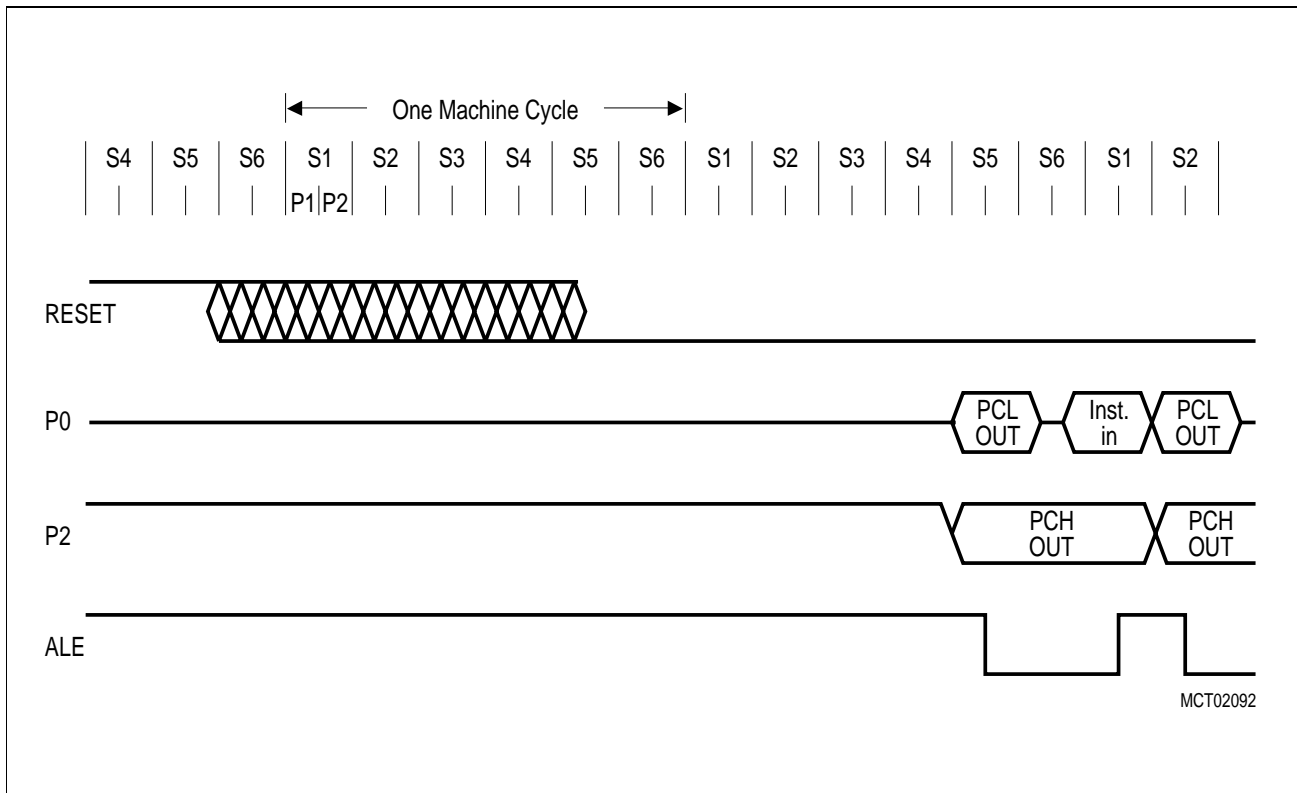 One Machine Cycle
S4 S5 S6 S1 S2 S3 S4 S5 S6 S1 S2 S3 S4 S5 S6 S1 S2
P1 P2
RESET
P0
PCL
OUT
Inst.
in
PCL
OUT
P2
PCH
OUT
PCH
OUT
ALE
MCT02092